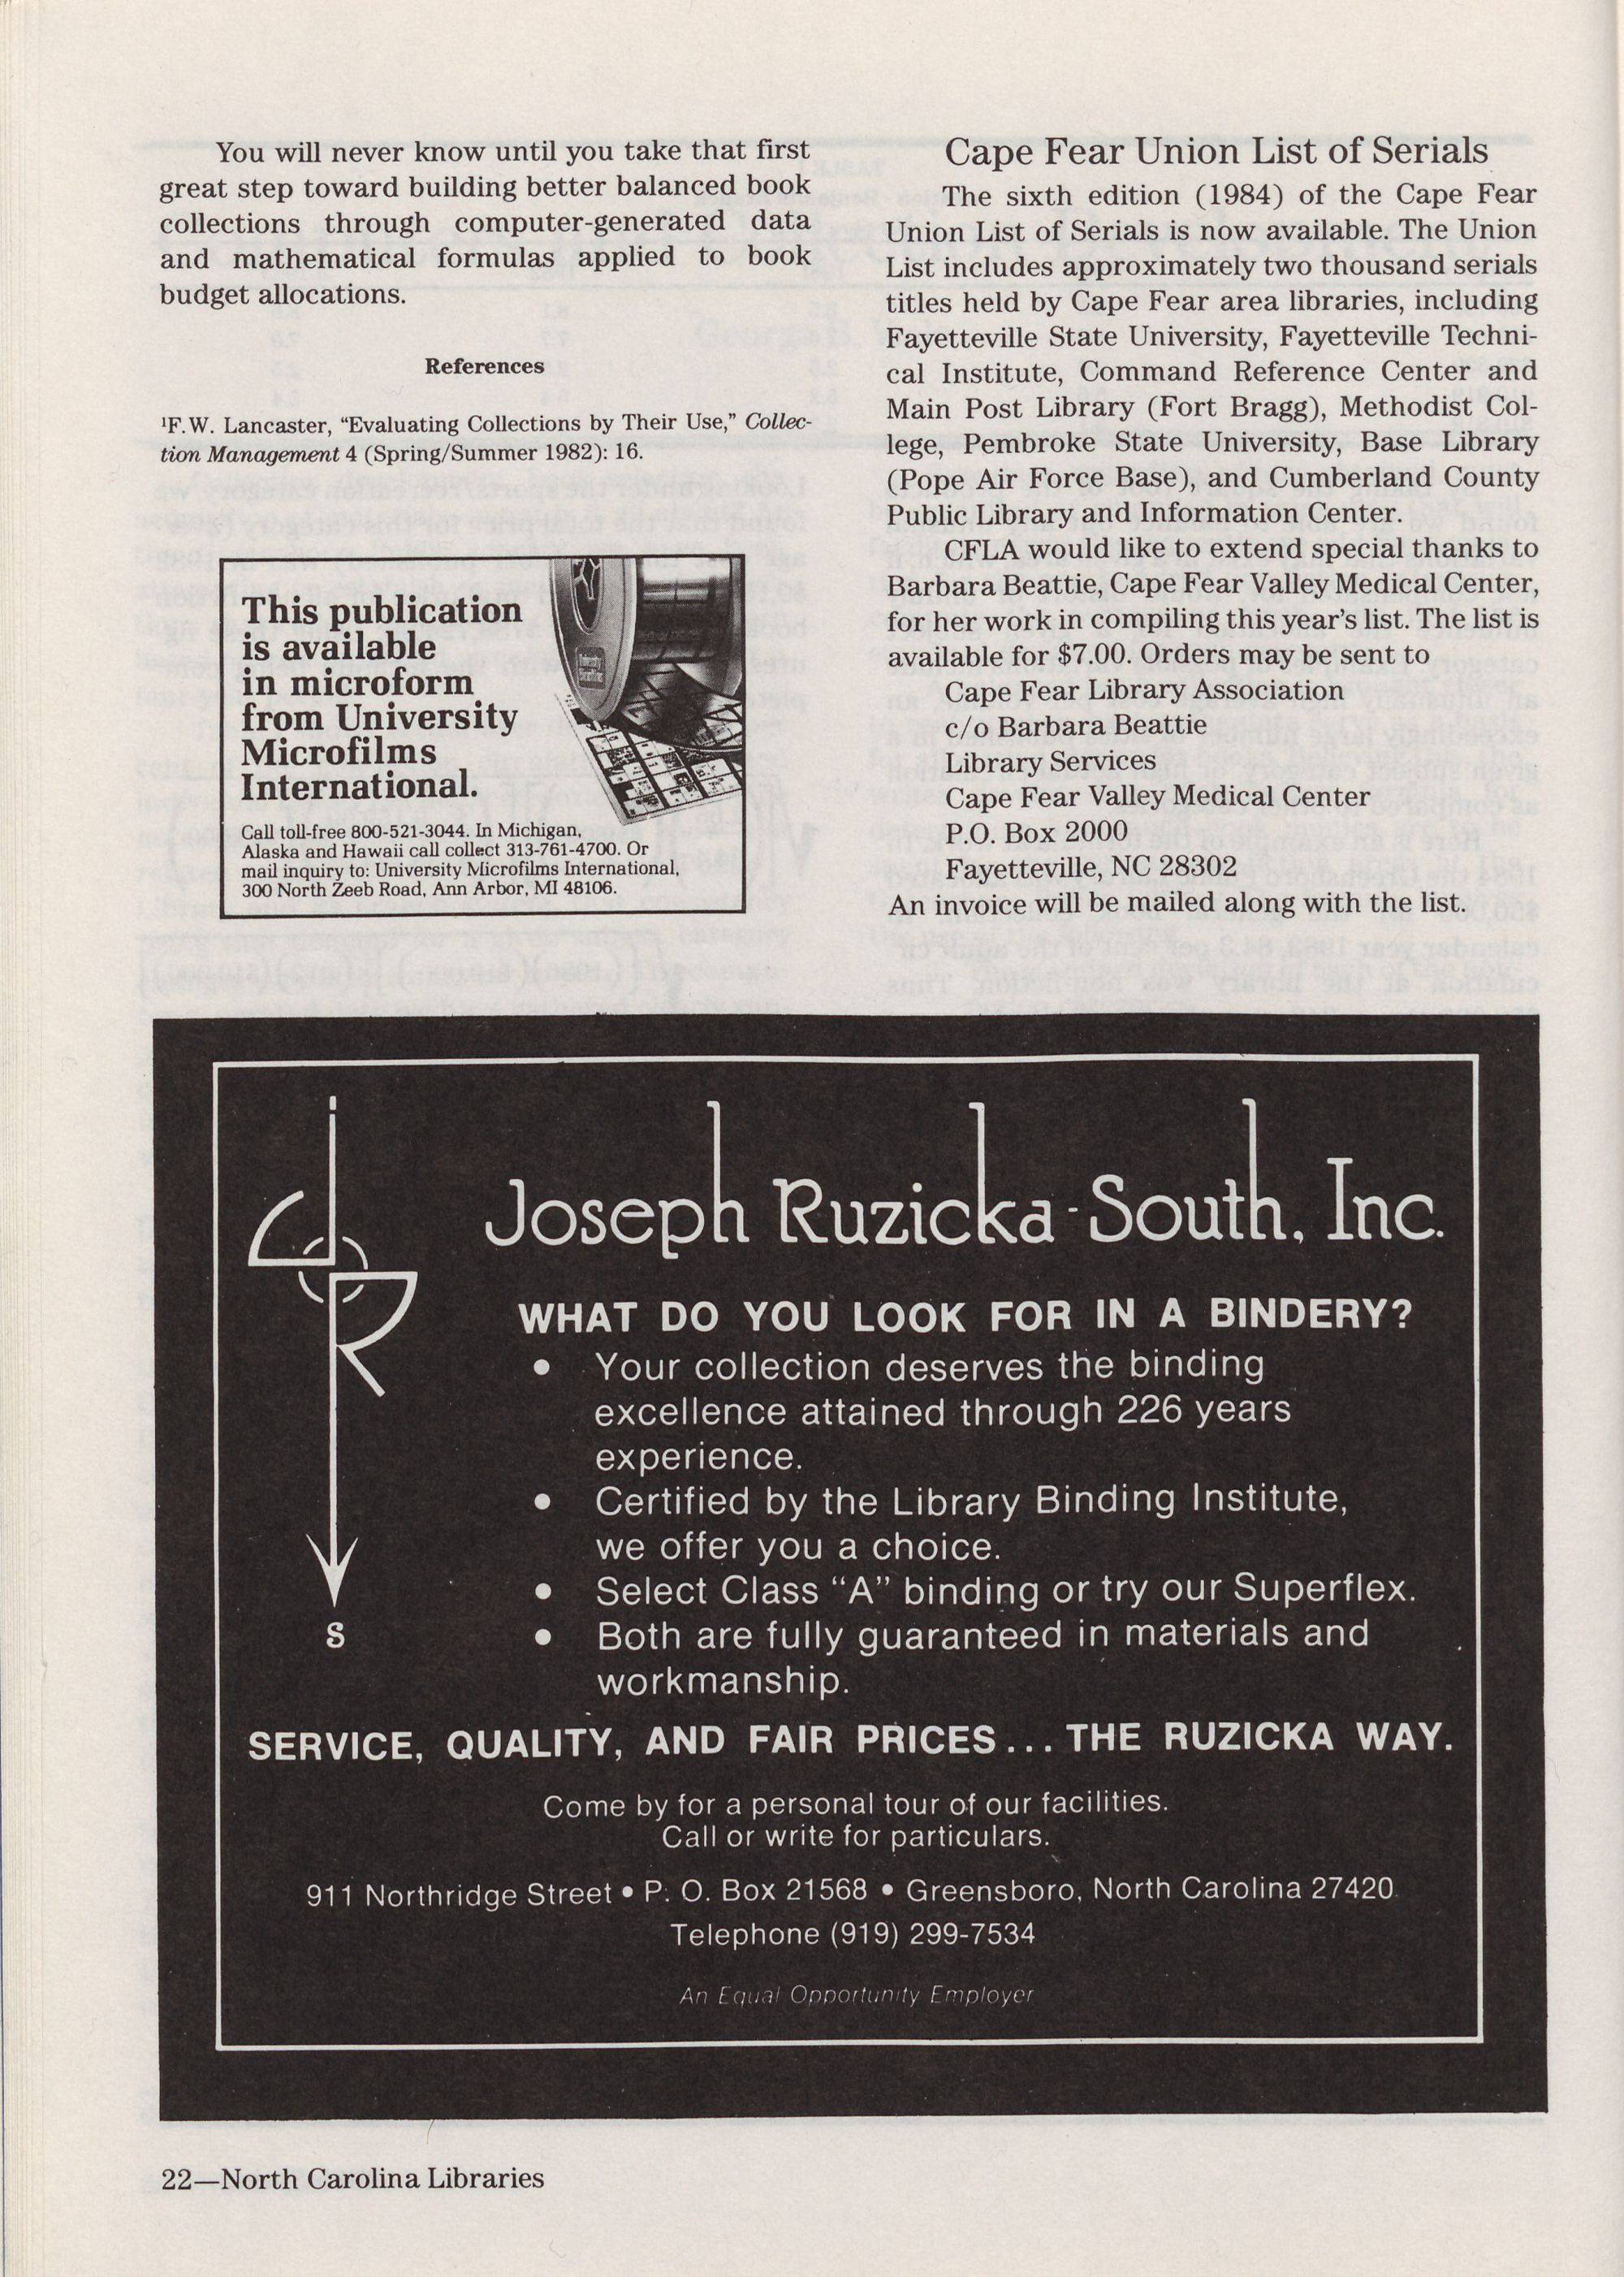 You will never know until you take that first
great step toward building better balanced book
collections through computer-generated data
and mathematical formulas applied to book
budget allocations.
References
¹F.W. Lancaster, “Evaluating Collections by Their Use,” Collec-
tion Management 4 (Spring/Summer 1982): 16.
This publication
is available
in microform
from University
Microfilms
International.
Call toll-free 800-521-3044. In Michigan,
Alaska and Hawaii call collect 313-761-4700. Or
mail inquiry to: University Microfilms International,
300 North Zeeb Road, Ann Arbor, MI 48106.
Cape Fear Union List of Serials
The sixth edition (1984) of the Cape Fear
Union List of Serials is now available. The Union
List includes approximately two thousand serials
titles held by Cape Fear area libraries, including
Fayetteville State University, Fayetteville Techni-
cal Institute, Command Reference Center and
Main Post Library (Fort Bragg), Methodist Col-
lege, Pembroke State University, Base Library
(Pope Air Force Base), and Cumberland County
Public Library and Information Center.
CFLA would like to extend special thanks to
Barbara Beattie, Cape Fear Valley Medical Center,
for her work in compiling this year’s list. The list is
available for $7.00. Orders may be sent to
Cape Fear Library Association
c/o Barbara Beattie
Library Services
Cape Fear Valley Medical Center
P.O. Box 2000
Fayetteville, NC 28302
An invoice will be mailed along with the list.
J
R
S
Joseph Ruzicka-South, Inc.
WHAT DO YOU LOOK FOR IN A BINDERY?
• Your collection deserves the binding
excellence attained through 226 years
experience.
• Certified by the Library Binding Institute,
we offer you a choice.
• Select Class “A” binding or try our Superflex.
• Both are fully guaranteed in materials and
workmanship.
SERVICE, QUALITY, AND FAIR PRICES... THE RUZICKA WAY.
Come by for a personal tour of our facilities.
Call or write for particulars.
911 Northridge Street • P. O. Box 21568 • Greensboro, North Carolina 27420
Telephone (919) 299-7534
An Equal Opportunity Employer
22—North Carolina Libraries